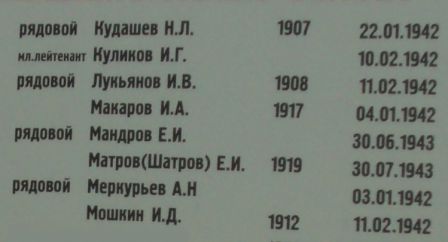 рядовой Кудашев Н.Л. 1907 22.01.1942
мл.лейтенант Куликов И.Г. 10.02.1942
рядовой Лукьянов И.В. 1908 11.02.1942
Макаров И.А. 1917 04.01.1942
рядовой Мандров Е.И. 30.06.1943
Матров(Шатров) Е.И. 1919 30.07.1943
рядовой Меркурьев А.Н 03.01.1942
Мошкин И.Д. 1912 11.02.1942